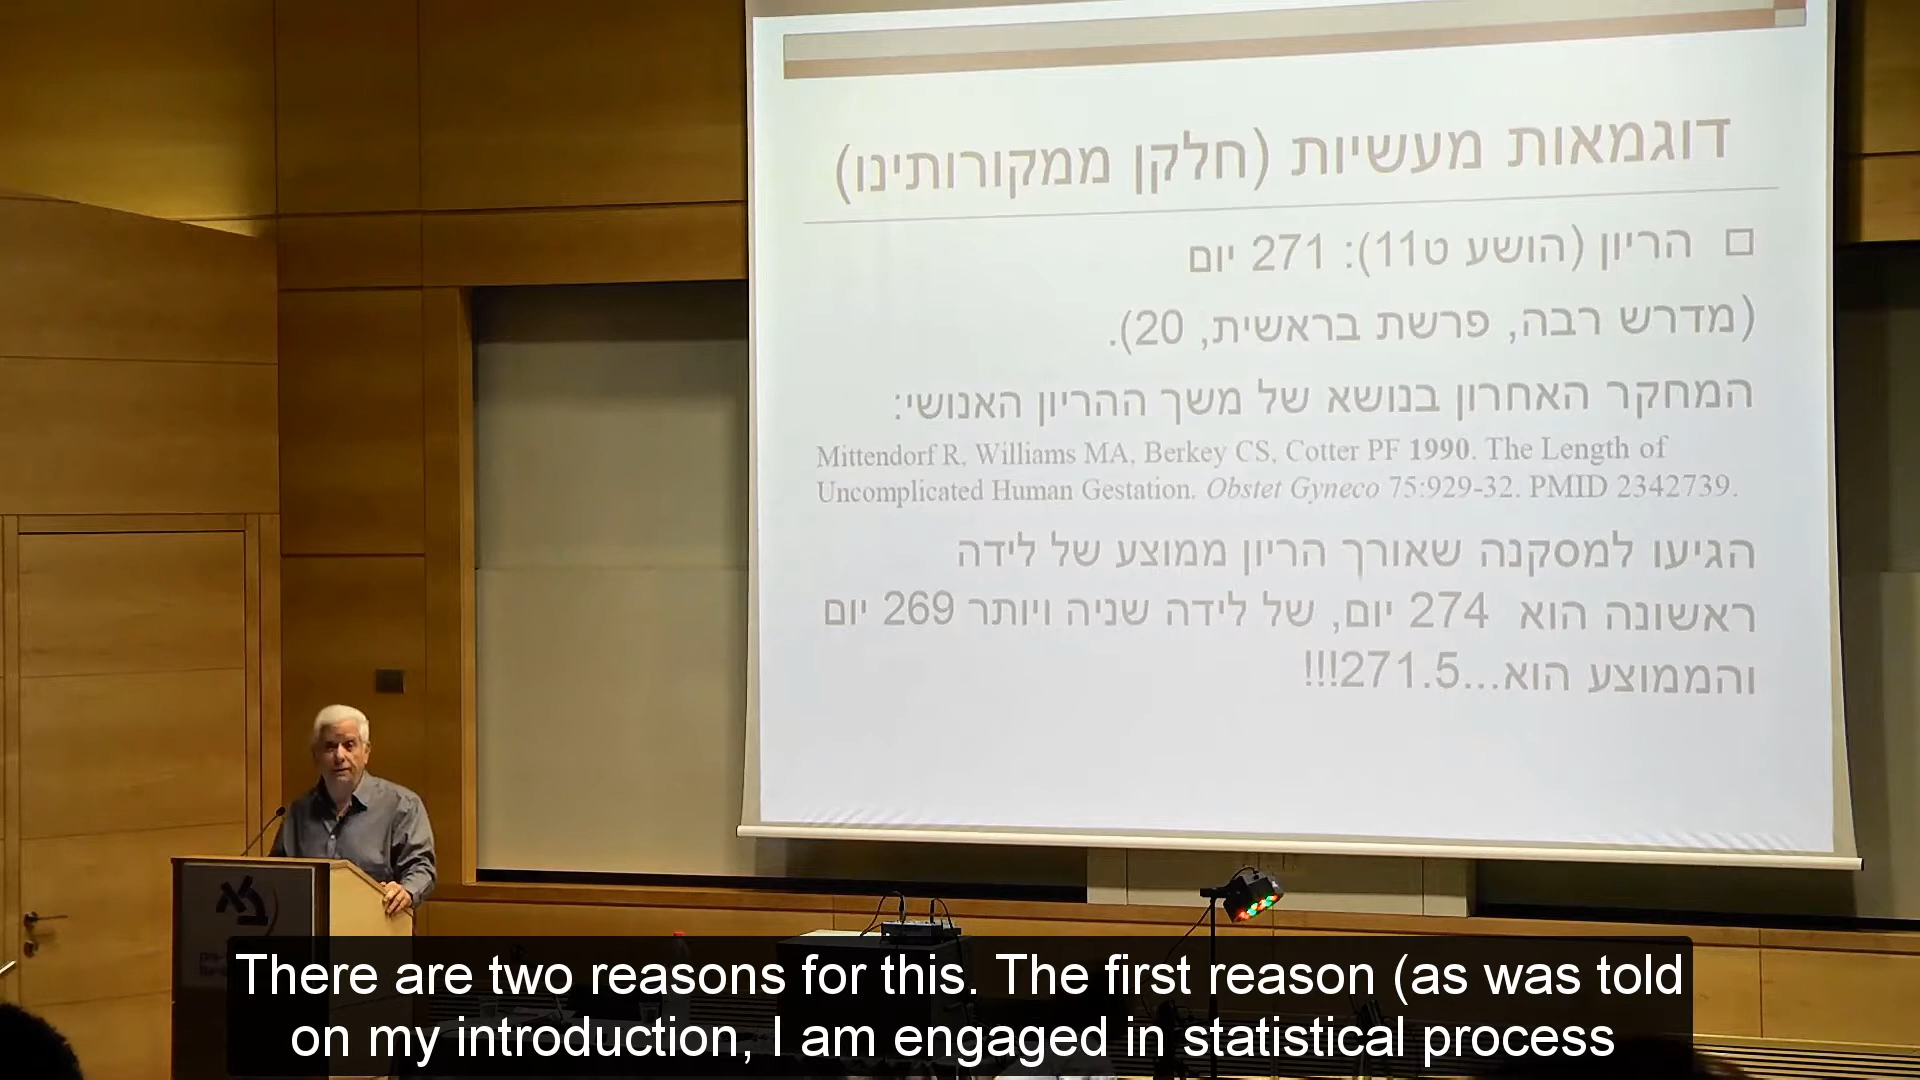 דוגמאות מעשיות (חלקן ממקורותינו)
הריון (הושע ט11): 271 יום
(מדרש רבה, פרשת בראשית, 20).
המחקר האחרון בנושא של משך ההריון האנושי:
Mittendorf R, Williams MA, Berkey CS, Cotter PF 1990. The Length of
Uncomplicated Human Gestation. Obstet Gyneco 75:929-32. PMID 2342739.
הגיעו למסקנה שאורך הריון ממוצע של לידה
ראשונה הוא 274 יום, של לידה שניה ויותר 269 יום
והממוצע הוא...271.5!!!
There are two reasons for this. The first reason (as was told
on my introduction, I am engaged in statistical process